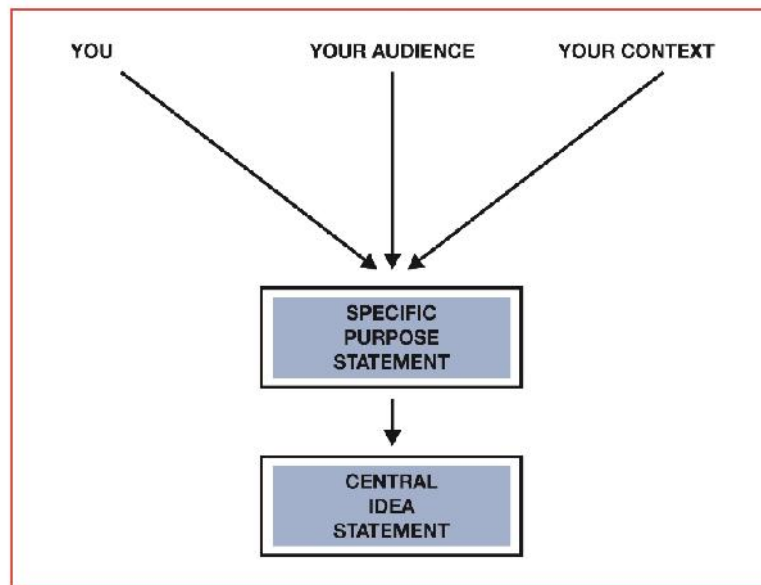 YOU
YOUR AUDIENCE
YOUR CONTEXT
SPECIFIC
PURPOSE
STATEMENT
CENTRAL
IDEA
STATEMENT